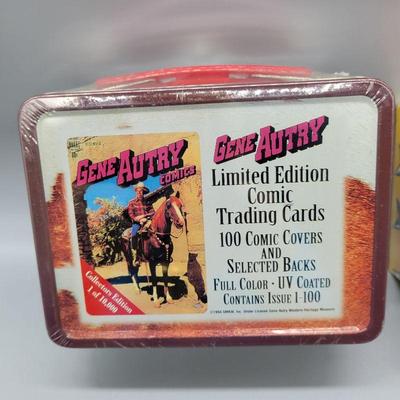 GENE AUTRY
COMICS
Collectors Edition
1 of 10,000
GENE AUTRY
Limited Edition
Comic
Trading Cards
100 Comic Covers
and
Selected Backs
Full Color · UV Coated
Contains Issue 1-100